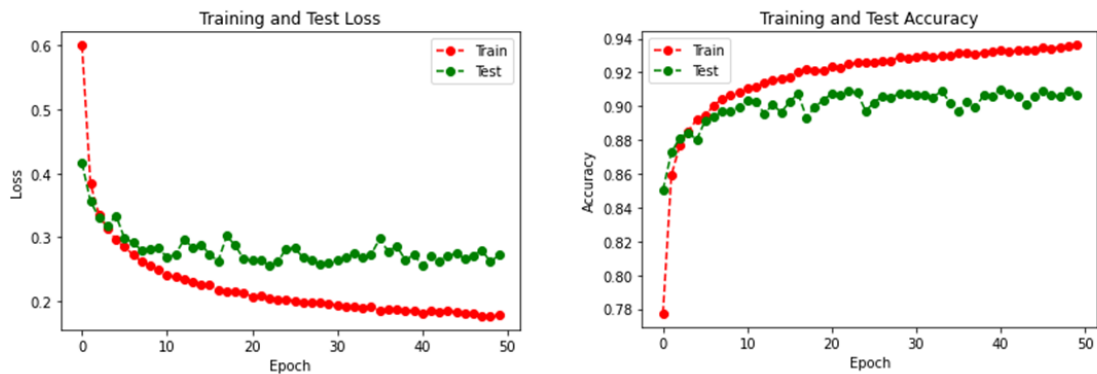 Training and Test Loss
Loss
0.6
0.5
0.4
0.3
0.2
Train
Test
0
10
20
30
40
50
Epoch
Training and Test Accuracy
Accuracy
0.94
0.92
0.90
0.88
0.86
0.84
0.82
0.80
0.78
Train
Test
0
10
20
30
40
50
Epoch